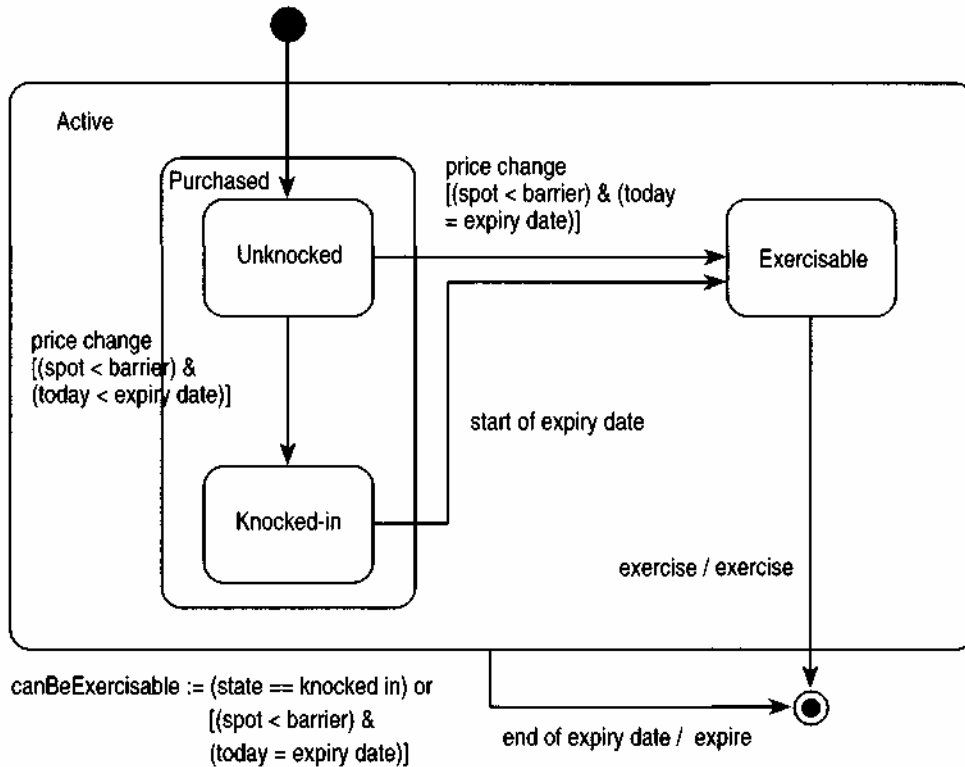 Active
Purchased
Unknocked
price change
[(spot < barrier) & (today
= expiry date)]
Exercisable
price change
[(spot < barrier) &
(today < expiry date)]
start of expiry date
Knocked-in
exercise / exercise
canBeExercisable := (state == knocked in) or
[(spot < barrier) &
(today = expiry date)]
end of expiry date / expire